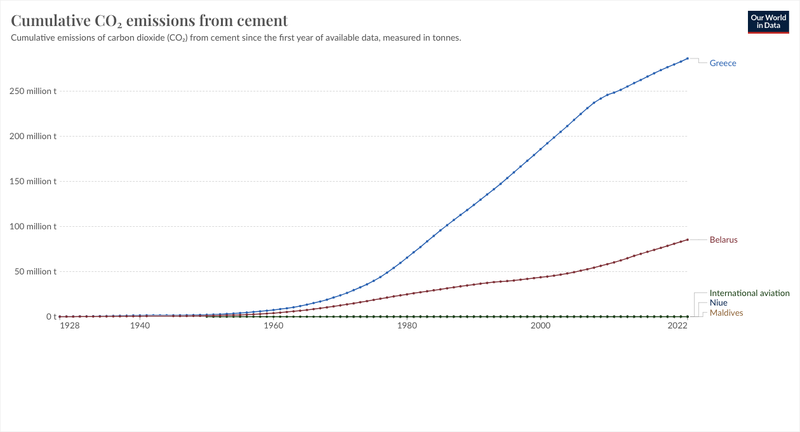 Cumulative CO₂ emissions from cement
Cumulative emissions of carbon dioxide (CO₂) from cement since the first year of available data, measured in tonnes.
Our World
in Data
250 million t
200 million t
150 million t
100 million t
50 million t
0 t
1928
1940
1960
1980
2000
2022
Greece
Belarus
International aviation
Niue
Maldives